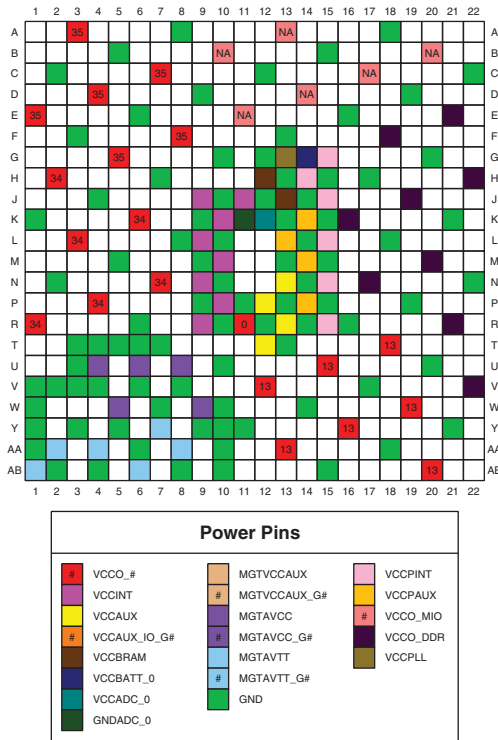 1 2 3 4 5 6 7 8 9 10 11 12 13 14 15 16 17 18 19 20 21 22
A 35 NA A
B NA NA B
C 35 NA C
D 35 NA D
E 35 NA E
F 35 F
G 35 G
H 34 H
J J
K 34 K
L 34 L
M M
N 34 N
P 34 P
R 34 0 R
T 13 T
U 13 U
V 13 V
W 13 W
Y 13 Y
AA 13 AA
AB 13 AB
1 2 3 4 5 6 7 8 9 10 11 12 13 14 15 16 17 18 19 20 21 22
Power Pins
# VCCO_#
VCCINT
VCCAUX
# VCCAUX_IO_G#
VCCBRAM
VCCBATT_0
VCCADC_0
GNDADC_0
MGTVCCAUX
# MGTVCCAUX_G#
MGTAVCC
# MGTAVCC_G#
MGTAVTT
# MGTAVTT_G#
GND
VCCPINT
VCCPAUX
# VCCO_MIO
VCCO_DDR
VCCPLL